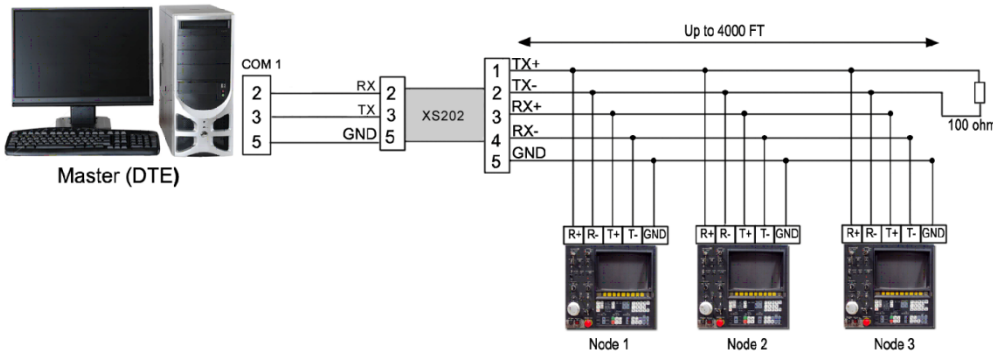 Up to 4000 FT
COM 1
2
3
5
RX
TX
GND
2
3
5
XS202
1
2
3
4
5
TX+
TX-
RX+
RX-
GND
100 ohm
Master (DTE)
R+ R- T+ T- GND
R+ R- T+ T- GND
R+ R- T+ T- GND
Node 1
Node 2
Node 3